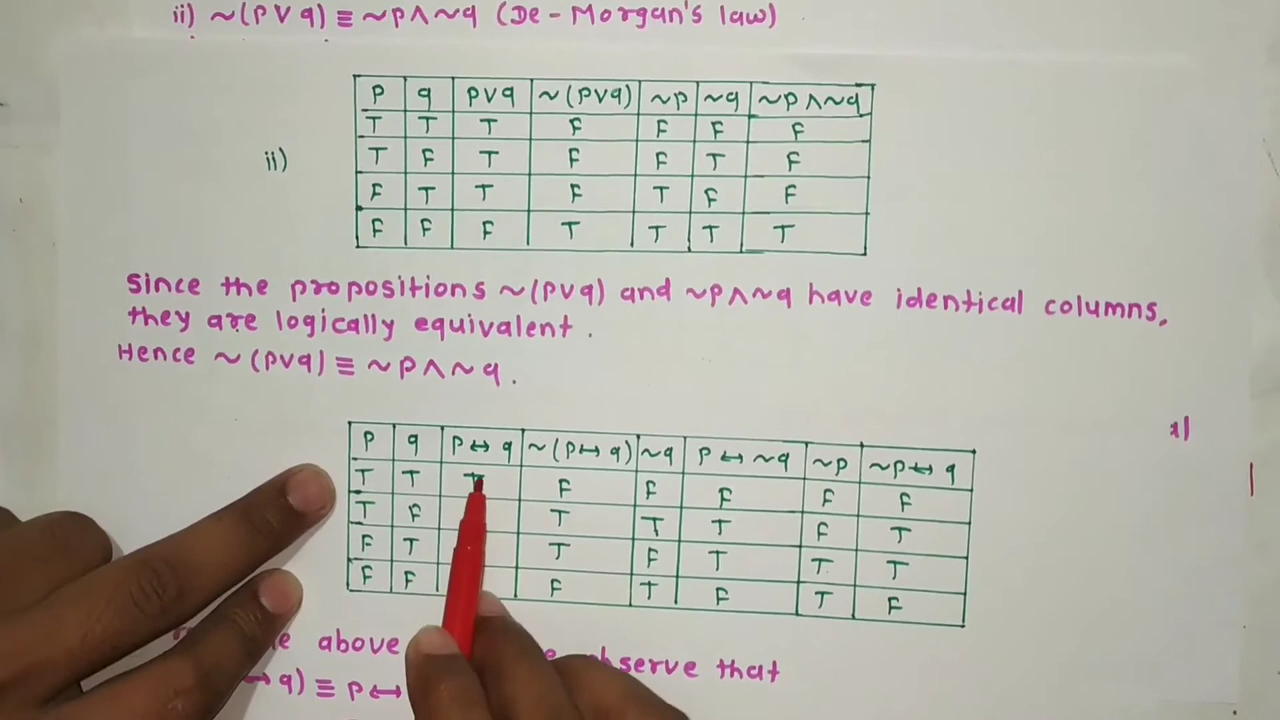 ii) ~(p∨q) ≡ ~p∧~q (De-Morgan's law)
p q p∨q ~(p∨q) ~p ~q ~p∧~q
T T T F F F F
ii) T F T F F T F
F T T F T F F
F F F T T T T
Since the propositions ~(p∨q) and ~p∧~q have identical columns,
they are logically equivalent.
Hence ~(p∨q) ≡ ~p∧~q.
p q p↔q ~(p↔q) ~q p↔~q ~p ~p↔q
T T T F F F F F
T F T T T F T
F T T F T T T
F F F T F T F
above observe that
q) ≡ p↔